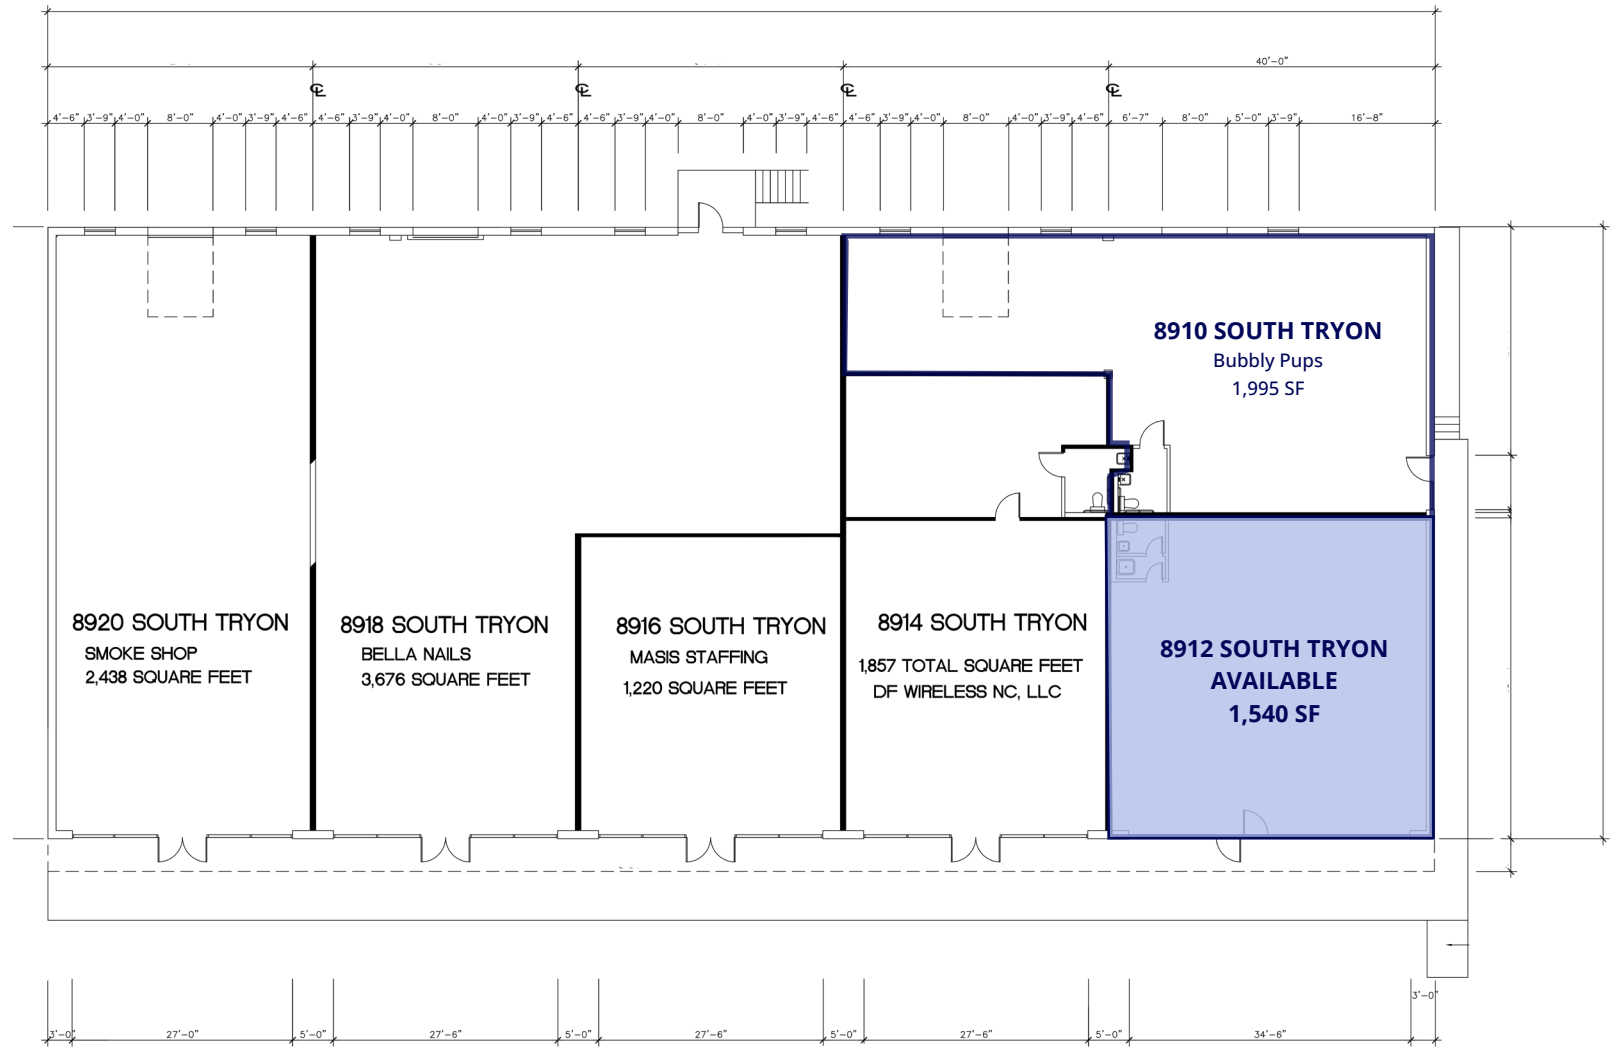 40'-0"
℄ ℄ ℄ ℄
4'-6" 3'-9" 4'-0" 8'-0" 4'-0" 3'-9" 4'-6" 4'-6" 3'-9" 4'-0" 8'-0" 4'-0" 3'-9" 4'-6" 4'-6" 3'-9" 4'-0" 8'-0" 4'-0" 3'-9" 4'-6" 4'-6" 3'-9" 4'-0" 8'-0" 4'-0" 3'-9" 4'-6" 6'-7" 8'-0" 5'-0" 3'-9" 16'-8"
8910 SOUTH TRYON
Bubbly Pups
1,995 SF
8920 SOUTH TRYON
SMOKE SHOP
2,438 SQUARE FEET
8918 SOUTH TRYON
BELLA NAILS
3,676 SQUARE FEET
8916 SOUTH TRYON
MASIS STAFFING
1,220 SQUARE FEET
8914 SOUTH TRYON
1,857 TOTAL SQUARE FEET
DF WIRELESS NC, LLC
8912 SOUTH TRYON
AVAILABLE
1,540 SF
3'-0"
3'-0" 27'-0" 5'-0" 27'-6" 5'-0" 27'-6" 5'-0" 27'-6" 5'-0" 34'-6"